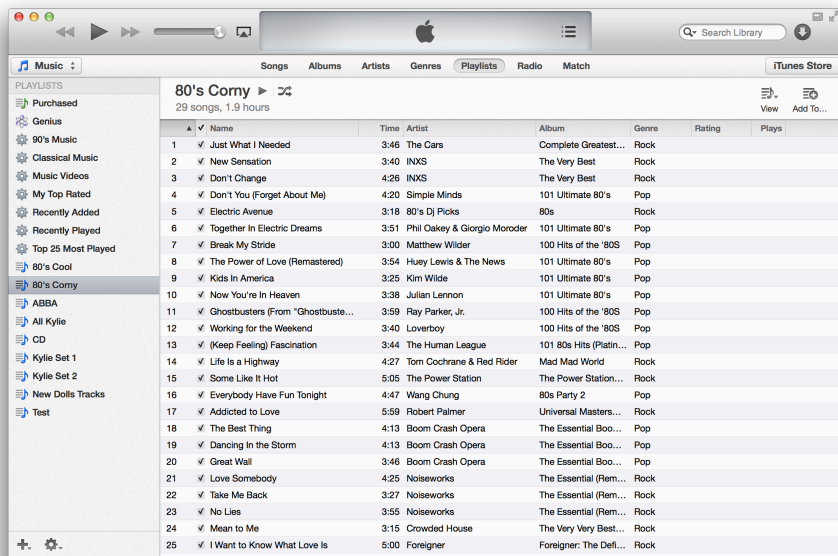 Search Library
Music
Songs Albums Artists Genres Playlists Radio Match
iTunes Store
PLAYLISTS
Purchased
Genius
90's Music
Classical Music
Music Videos
My Top Rated
Recently Added
Recently Played
Top 25 Most Played
80's Cool
80's Corny
ABBA
All Kylie
CD
Kylie Set 1
Kylie Set 2
New Dolls Tracks
Test
80's Corny
29 songs, 1.9 hours
View Add To...
Name Time Artist Album Genre Rating Plays
1 Just What I Needed 3:46 The Cars Complete Greatest... Rock
2 New Sensation 3:40 INXS The Very Best Rock
3 Don't Change 4:26 INXS The Very Best Rock
4 Don't You (Forget About Me) 4:20 Simple Minds 101 Ultimate 80's Pop
5 Electric Avenue 3:18 80's Dj Picks 80s Rock
6 Together In Electric Dreams 3:51 Phil Oakey & Giorgio Moroder 101 Ultimate 80's Pop
7 Break My Stride 3:00 Matthew Wilder 100 Hits of the '80S Pop
8 The Power of Love (Remastered) 3:54 Huey Lewis & The News 101 Ultimate 80's Pop
9 Kids In America 3:25 Kim Wilde 101 Ultimate 80's Pop
10 Now You're In Heaven 3:38 Julian Lennon 101 Ultimate 80's Pop
11 Ghostbusters (From "Ghostbuste... 3:59 Ray Parker, Jr. 100 Hits of the '80S Pop
12 Working for the Weekend 3:40 Loverboy 100 Hits of the '80S Pop
13 (Keep Feeling) Fascination 3:44 The Human League 101 80s Hits (Platin... Pop
14 Life Is a Highway 4:27 Tom Cochrane & Red Rider Mad Mad World Rock
15 Some Like It Hot 5:05 The Power Station The Power Station... Rock
16 Everybody Have Fun Tonight 4:47 Wang Chung 80s Party 2 Pop
17 Addicted to Love 5:59 Robert Palmer Universal Masters... Rock
18 The Best Thing 4:13 Boom Crash Opera The Essential Boo... Pop
19 Dancing In the Storm 4:13 Boom Crash Opera The Essential Boo... Pop
20 Great Wall 3:46 Boom Crash Opera The Essential Boo... Pop
21 Love Somebody 4:25 Noiseworks The Essential (Rem... Rock
22 Take Me Back 3:27 Noiseworks The Essential (Rem... Rock
23 No Lies 3:55 Noiseworks The Essential (Rem... Rock
24 Mean to Me 3:15 Crowded House The Very Very Best... Rock
25 I Want to Know What Love Is 5:00 Foreigner Foreigner: The Defi... Rock